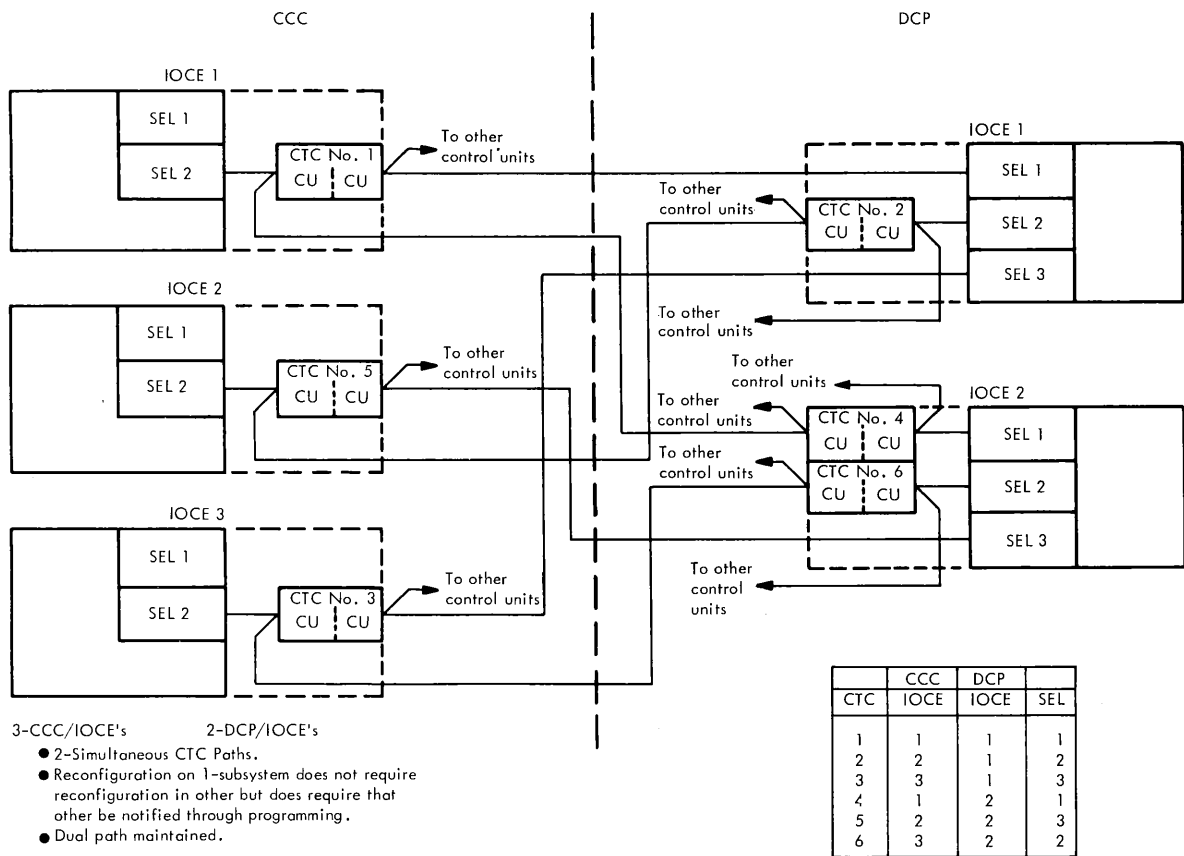 CCC
DCP
IOCE 1
SEL 1
SEL 2
CTC No. 1
CU CU
To other
control units
IOCE 2
SEL 1
SEL 2
CTC No. 5
CU CU
To other
control units
IOCE 3
SEL 1
SEL 2
CTC No. 3
CU CU
To other
control units
IOCE 1
SEL 1
SEL 2
SEL 3
To other
control units
CTC No. 2
CU CU
To other
control units
IOCE 2
SEL 1
SEL 2
SEL 3
To other
control units
To other
control units
CTC No. 4
CU CU
To other
control units
CTC No. 6
CU CU
To other
control
units
3-CCC/IOCE's 2-DCP/IOCE's
● 2-Simultaneous CTC Paths.
● Reconfiguration on 1-subsystem does not require
reconfiguration in other but does require that
other be notified through programming.
● Dual path maintained.
CCC DCP
CTC IOCE IOCE SEL
1 1 1 1
2 2 1 2
3 3 1 3
4 1 2 1
5 2 2 3
6 3 2 2